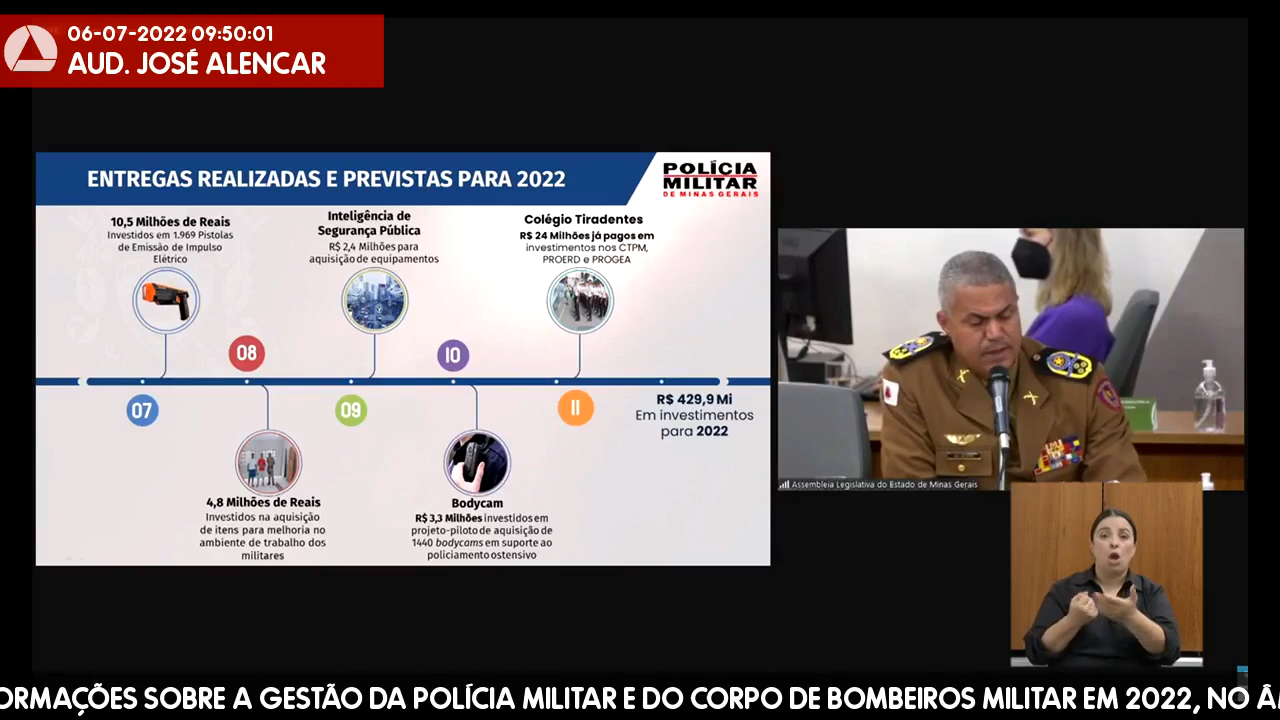 06-07-2022 09:50:01
AUD. JOSÉ ALENCAR
ENTREGAS REALIZADAS E PREVISTAS PARA 2022
POLÍCIA
MILITAR
DE MINAS GERAIS
10,5 Milhões de Reais
Investidos em 1.969 Pistolas
de Emissão de Impulso
Elétrico
Inteligência de
Segurança Pública
R$ 2,4 Milhões para
aquisição de equipamentos
Colégio Tiradentes
R$ 24 Milhões já pagos em
investimentos nos CTPM,
PROERD e PROGEA
08
10
07
09
11
R$ 429,9 Mi
Em investimentos
para 2022
4,8 Milhões de Reais
Investidos na aquisição
de itens para melhoria no
ambiente de trabalho dos
militares
Bodycam
R$ 3,3 Milhões investidos em
projeto-piloto de aquisição de
1440 bodycams em suporte ao
policiamento ostensivo
Assembleia Legislativa do Estado de Minas Gerais
ORMAÇÕES SOBRE A GESTÃO DA POLÍCIA MILITAR E DO CORPO DE BOMBEIROS MILITAR EM 2022, NO Â